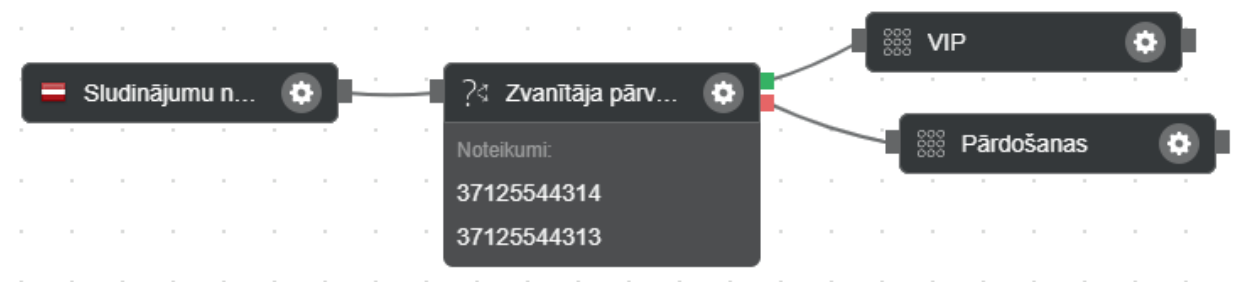 VIP
Sludinājumu n...
Zvanītāja pārv...
Pārdošanas
Noteikumi:
37125544314
37125544313